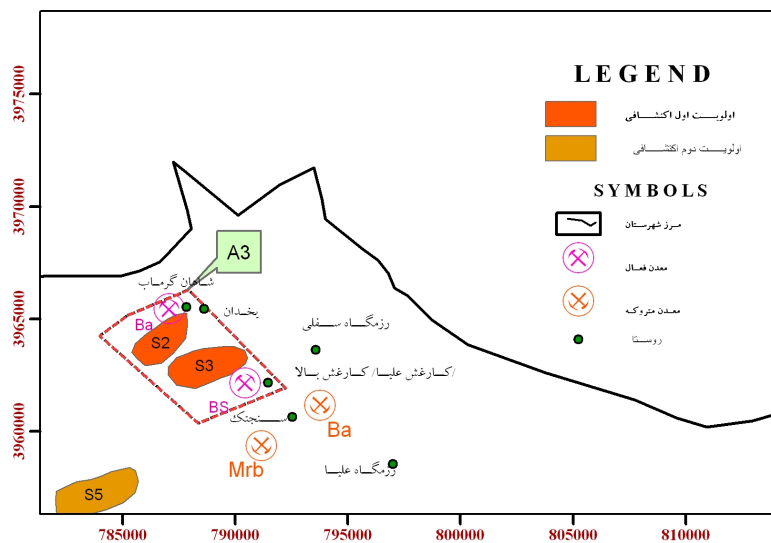 LEGEND
اولویت اول اکتشافی
اولویت دوم اکتشافی
SYMBOLS
مرز شهرستان
معدن فعال
معدن متروکه
روستا
3975000
3970000
3965000
3960000
A3
شاهان گرماب
یخدان
Ba
S2
S3
رزمگاه سفلی
کارغش علیا/ کارغش بالا/
BS
سنجتک
Ba
Mrb
رزمگاه علیا
S5
785000
790000
795000
800000
805000
810000